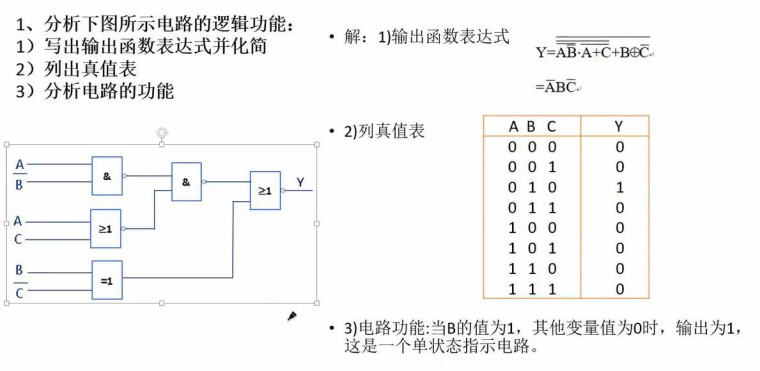 1、分析下图所示电路的逻辑功能：
1）写出输出函数表达式并化简
2）列出真值表
3）分析电路的功能
A
B̅
&
&
≥1
Y
A
C
≥1
B
C̅
=1
• 解：1)输出函数表达式
Y=AB̅·A+C+B⊕C̅
=A̅BC̅
• 2)列真值表
A B C Y
0 0 0 0
0 0 1 0
0 1 0 1
0 1 1 0
1 0 0 0
1 0 1 0
1 1 0 0
1 1 1 0
• 3)电路功能:当B的值为1，其他变量值为0时，输出为1，
这是一个单状态指示电路。